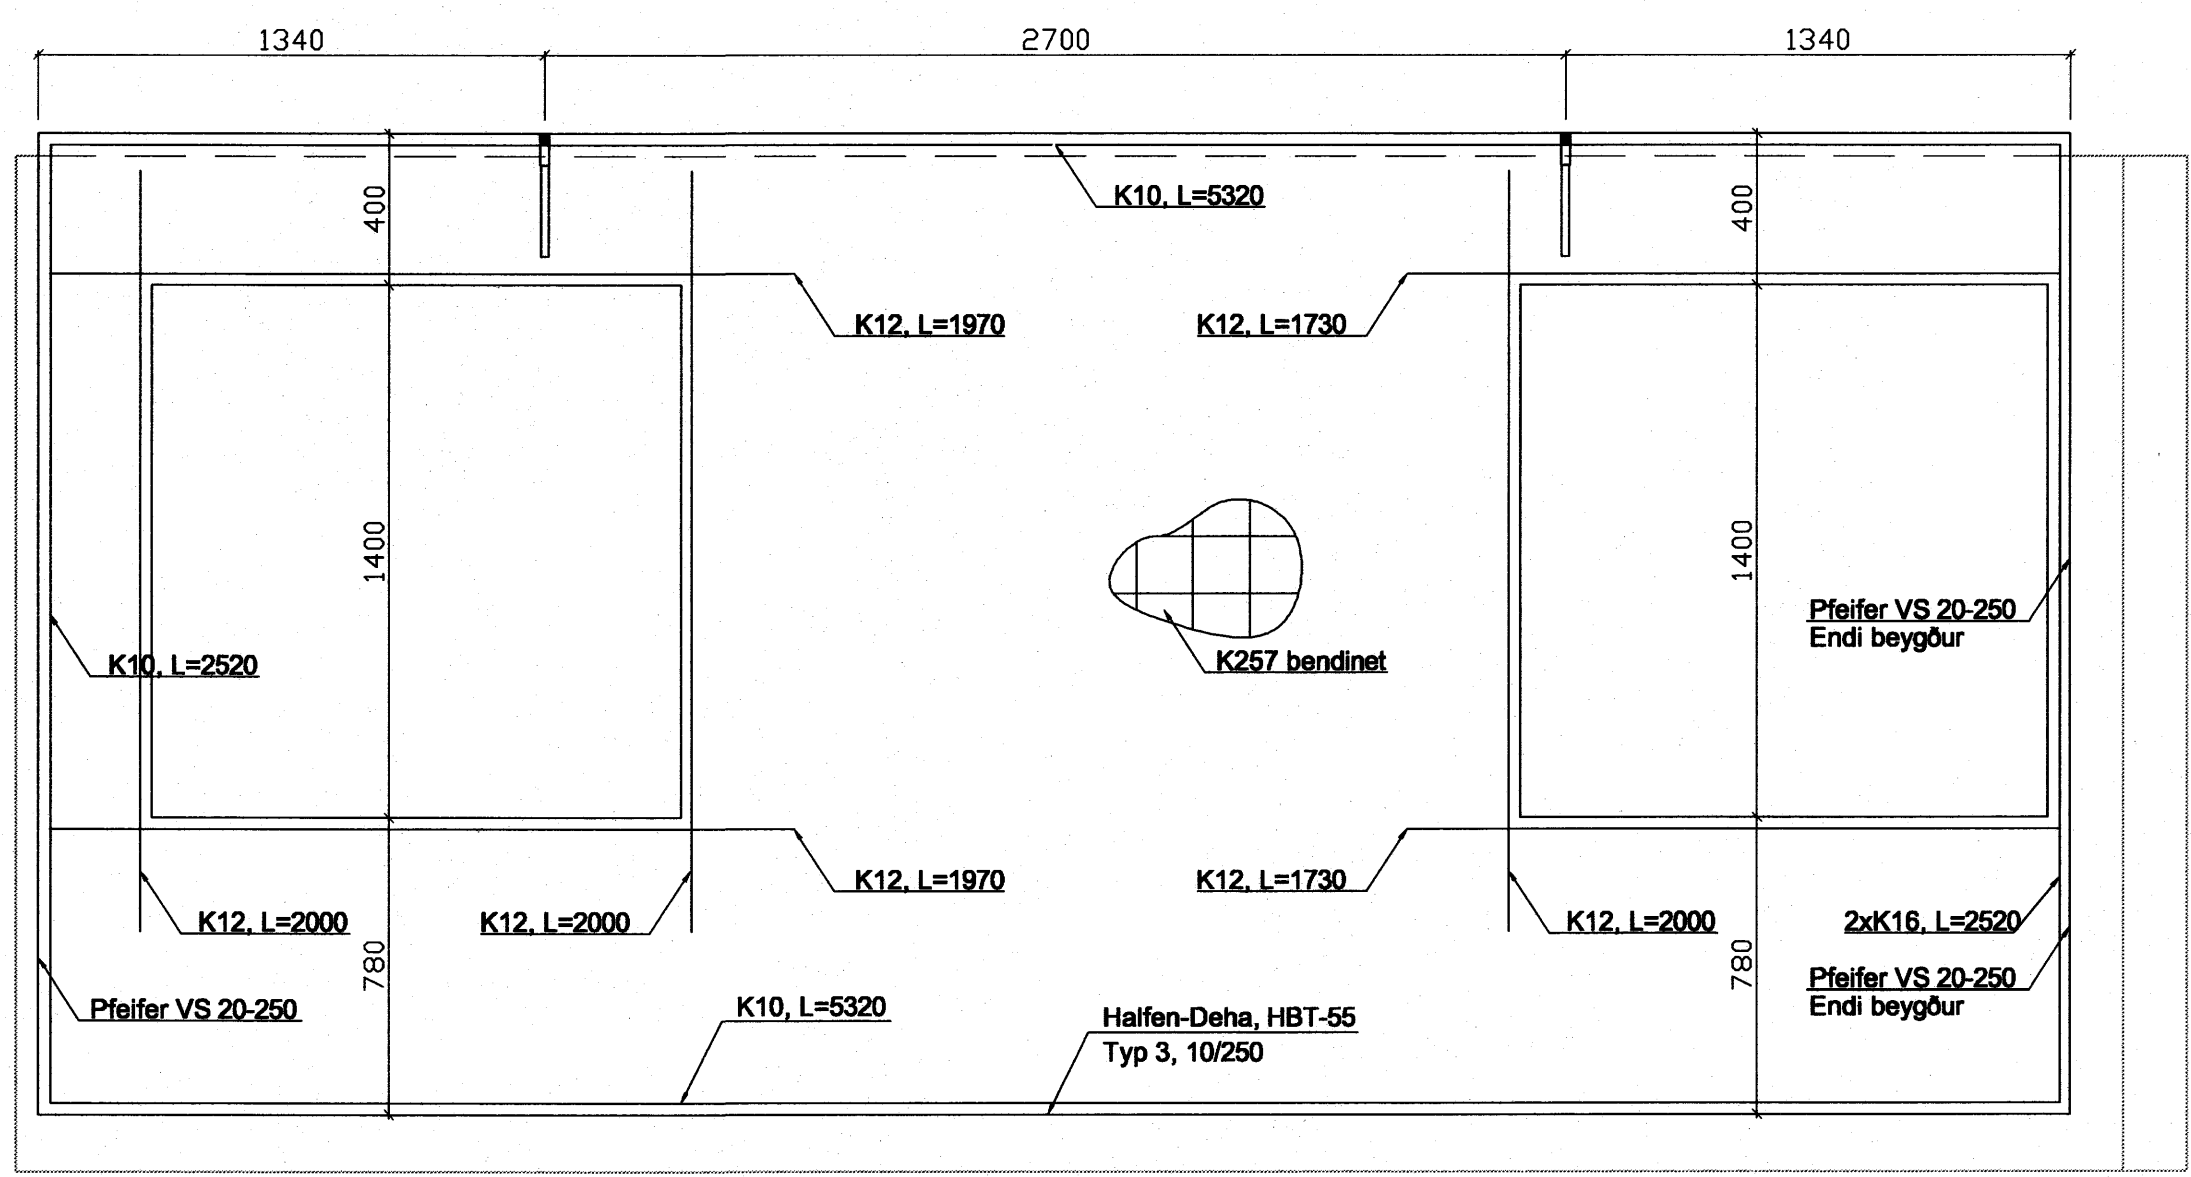 1340
2700
1340
400
400
K10, L=5320
K12, L=1970
K12, L=1730
1400
1400
Pfeifer VS 20-250
Endi beygður
K10, L=2520
K257 bendinet
K12, L=1970
K12, L=1730
K12, L=2000
K12, L=2000
K12, L=2000
2xK16, L=2520
780
780
Pfeifer VS 20-250
Endi beygður
Pfeifer VS 20-250
K10, L=5320
Halfen-Deha, HBT-55
Typ 3, 10/250